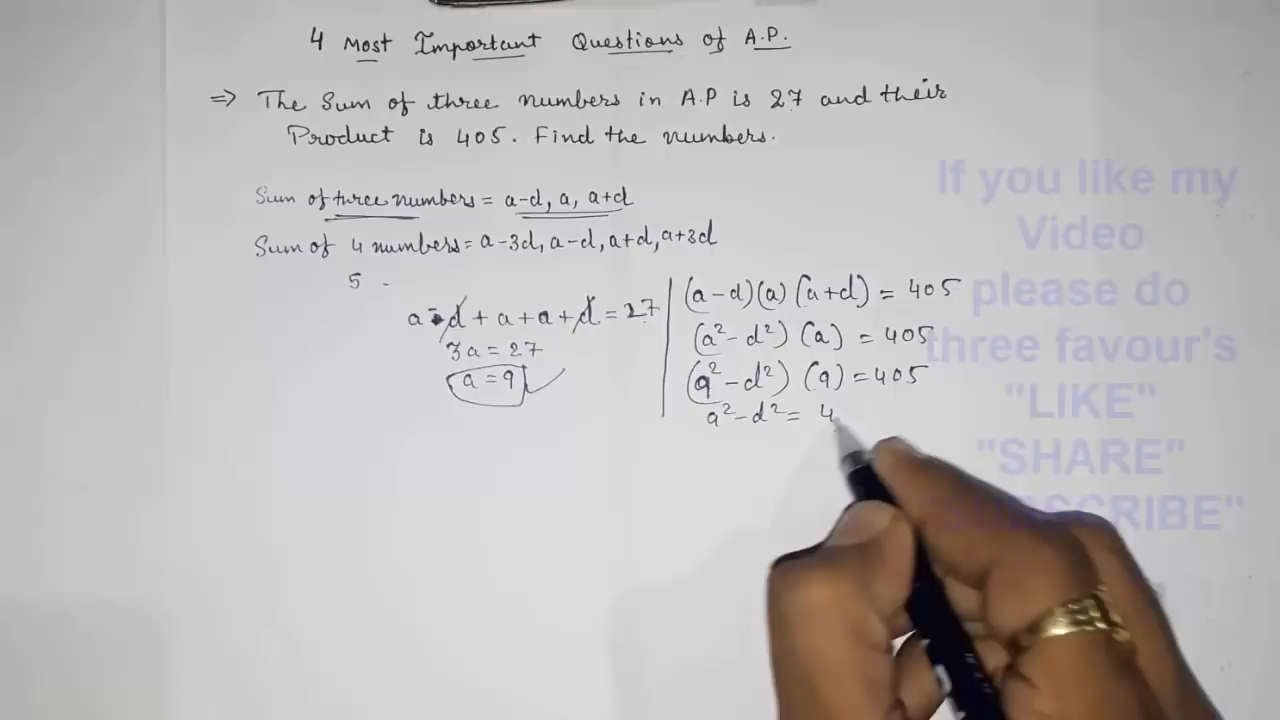 4 Most Important Questions of A.P.
⇒ The Sum of three numbers in A.P is 27 and their
Product is 405. Find the numbers.
Sum of three numbers = a-d, a, a+d
Sum of 4 numbers = a-3d, a-d, a+d, a+3d
5 -
a-d + a + a + d = 27
3a = 27
a = 9
(a-d)(a)(a+d) = 405
(a²-d²)(a) = 405
(9²-d²)(9) = 405
9²-d² = 4
If you like my
Video
please do
three favour's
"LIKE"
"SHARE"
"SUBSCRIBE"